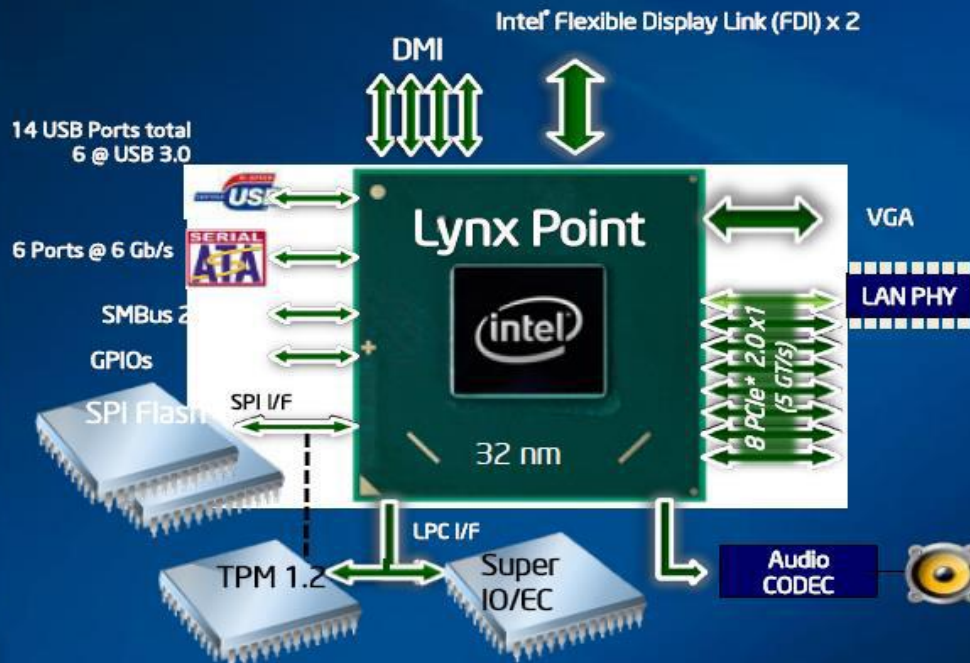 Intel® Flexible Display Link (FDI) x 2
DMI
14 USB Ports total
6 @ USB 3.0
USB
Lynx Point
VGA
SERIAL
ATA
6 Ports @ 6 Gb/s
LAN PHY
SMBus 2
intel
8 PCIe* 2.0 x1
(5 GT/s)
GPIOs
SPI Flash
SPI I/F
32 nm
LPC I/F
TPM 1.2
Super
IO/EC
Audio
CODEC